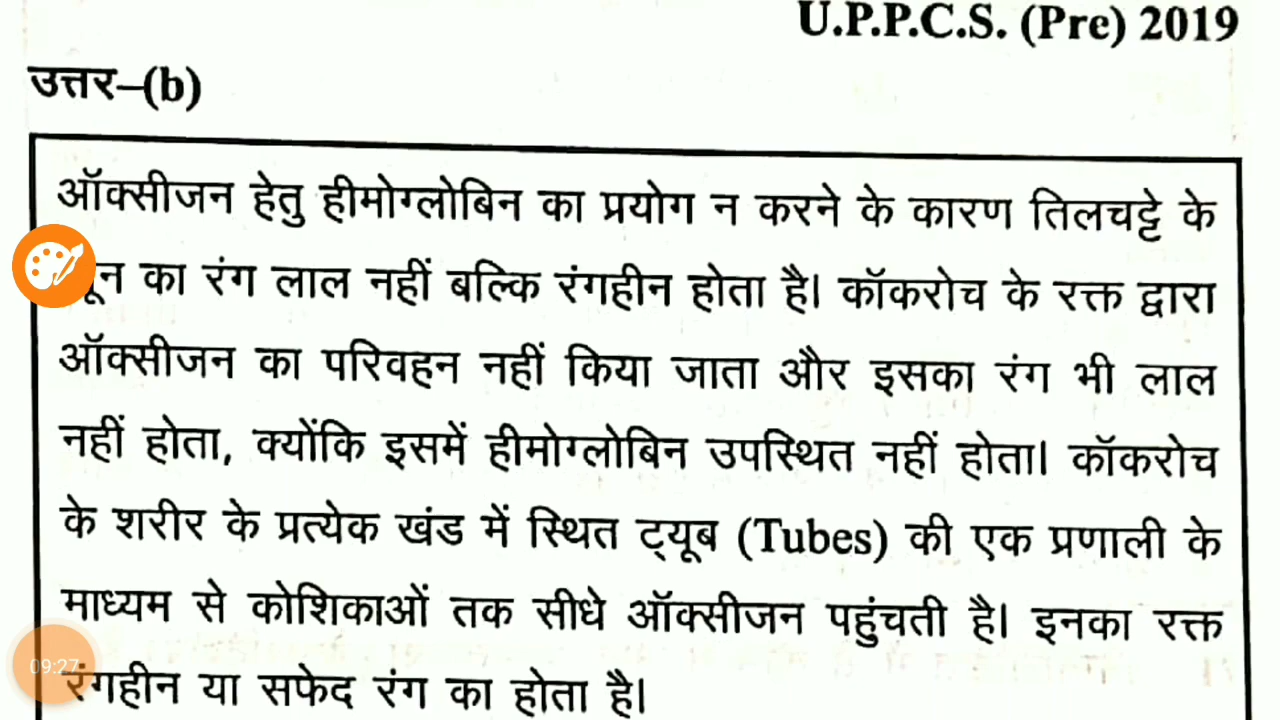 U.P.P.C.S. (Pre) 2019
उत्तर–(b)
ऑक्सीजन हेतु हीमोग्लोबिन का प्रयोग न करने के कारण तिलचट्टे के
का रंग लाल नहीं बल्कि रंगहीन होता है। कॉकरोच के रक्त द्वारा
ऑक्सीजन का परिवहन नहीं किया जाता और इसका रंग भी लाल
नहीं होता, क्योंकि इसमें हीमोग्लोबिन उपस्थित नहीं होता। कॉकरोच
के शरीर के प्रत्येक खंड में स्थित ट्यूब (Tubes) की एक प्रणाली के
माध्यम से कोशिकाओं तक सीधे ऑक्सीजन पहुंचती है। इनका रक्त
09:27
रंगहीन या सफेद रंग का होता है।